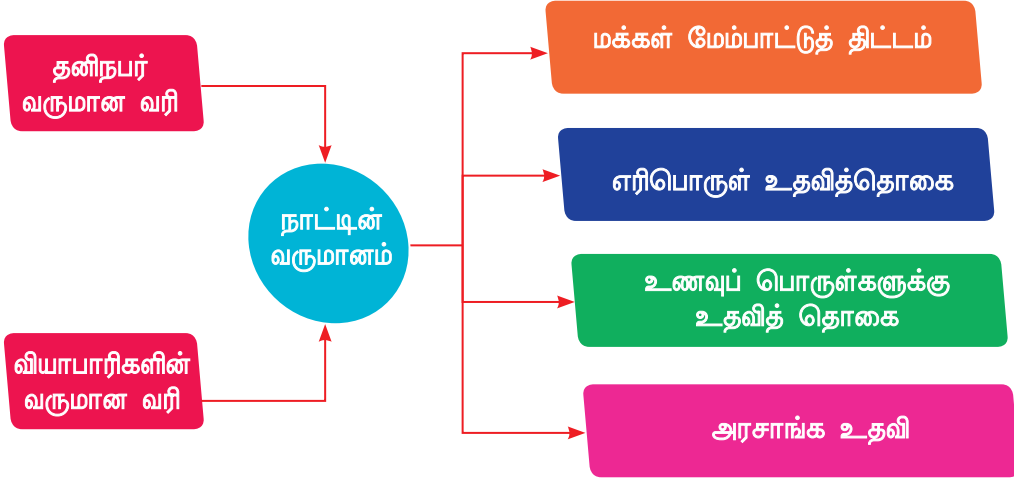 தனிநபர்
வருமான வரி
வியாபாரிகளின்
வருமான வரி
நாட்டின்
வருமானம்
மக்கள் மேம்பாட்டுத் திட்டம்
எரிபொருள் உதவித்தொகை
உணவுப் பொருள்களுக்கு
உதவித் தொகை
அரசாங்க உதவி